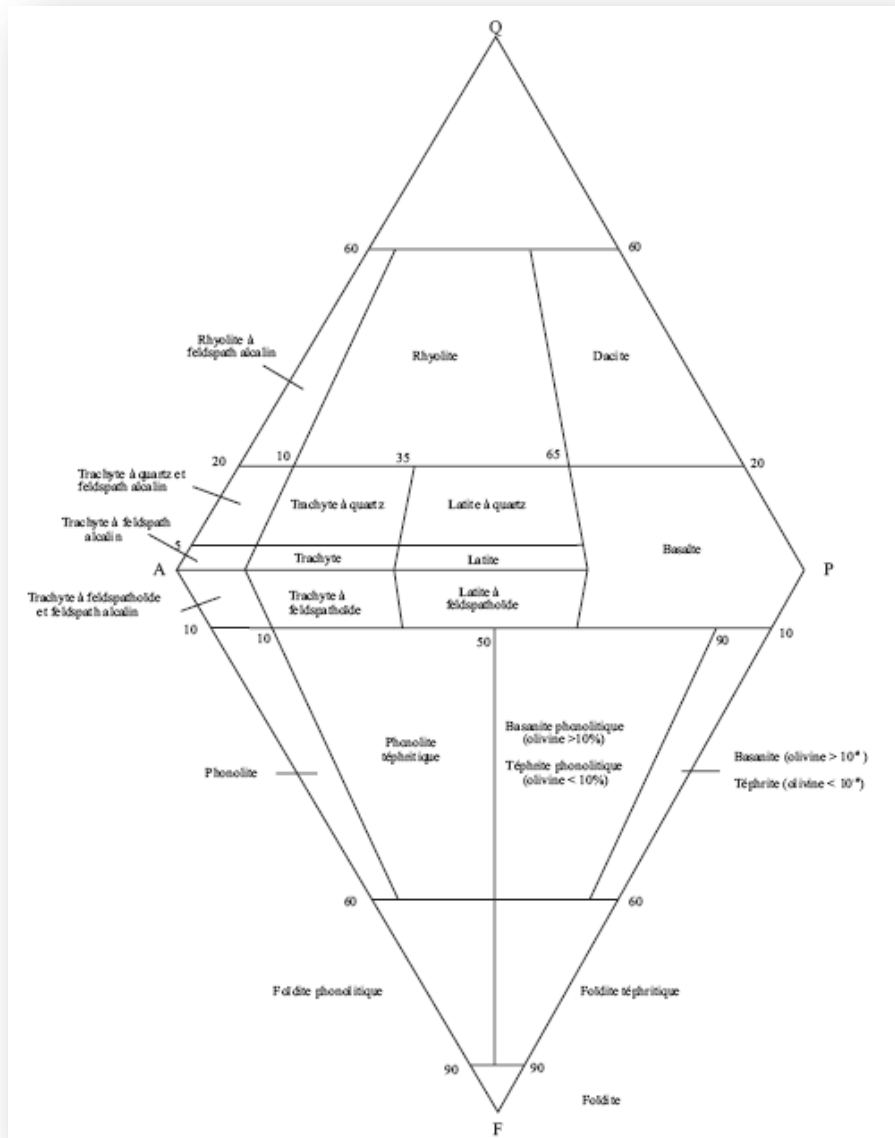 Q
60
60
Rhyolite à
feldspath alcalin
Rhyolite
Dacite
20
10
35
65
20
Trachyte à quartz et
feldspath alcalin
Trachyte à quartz
Latite à quartz
Trachyte à feldspath
alcalin
5
Trachyte
Latite
Basalte
A
P
Trachyte à feldspathoïde
et feldspath alcalin
Trachyte à
feldspathoïde
Latite à
feldspathoïde
10
10
50
90
10
Phonolite
Phonolite
téphritique
Basanite phonolitique
(olivine >10%)
Téphrite phonolitique
(olivine < 10%)
Basanite (olivine > 10 )
Téphrite (olivine < 10 )
60
60
Foïdite phonolitique
Foïdite téphritique
90
90
Foïdite
F